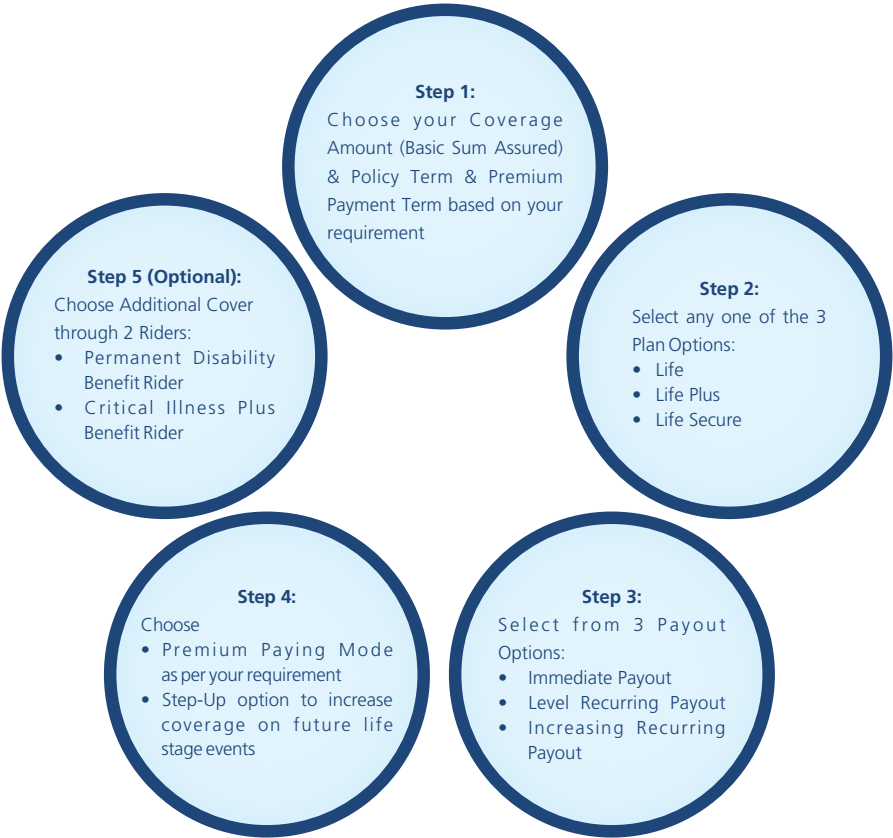 Step 1:
Choose your Coverage
Amount (Basic Sum Assured)
& Policy Term & Premium
Payment Term based on your
requirement
Step 2:
Select any one of the 3
Plan Options:
• Life
• Life Plus
• Life Secure
Step 3:
Select from 3 Payout
Options:
• Immediate Payout
• Level Recurring Payout
• Increasing Recurring
Payout
Step 4:
Choose
• Premium Paying Mode
as per your requirement
• Step-Up option to increase
coverage on future life
stage events
Step 5 (Optional):
Choose Additional Cover
through 2 Riders:
• Permanent Disability
Benefit Rider
• Critical Illness Plus
Benefit Rider